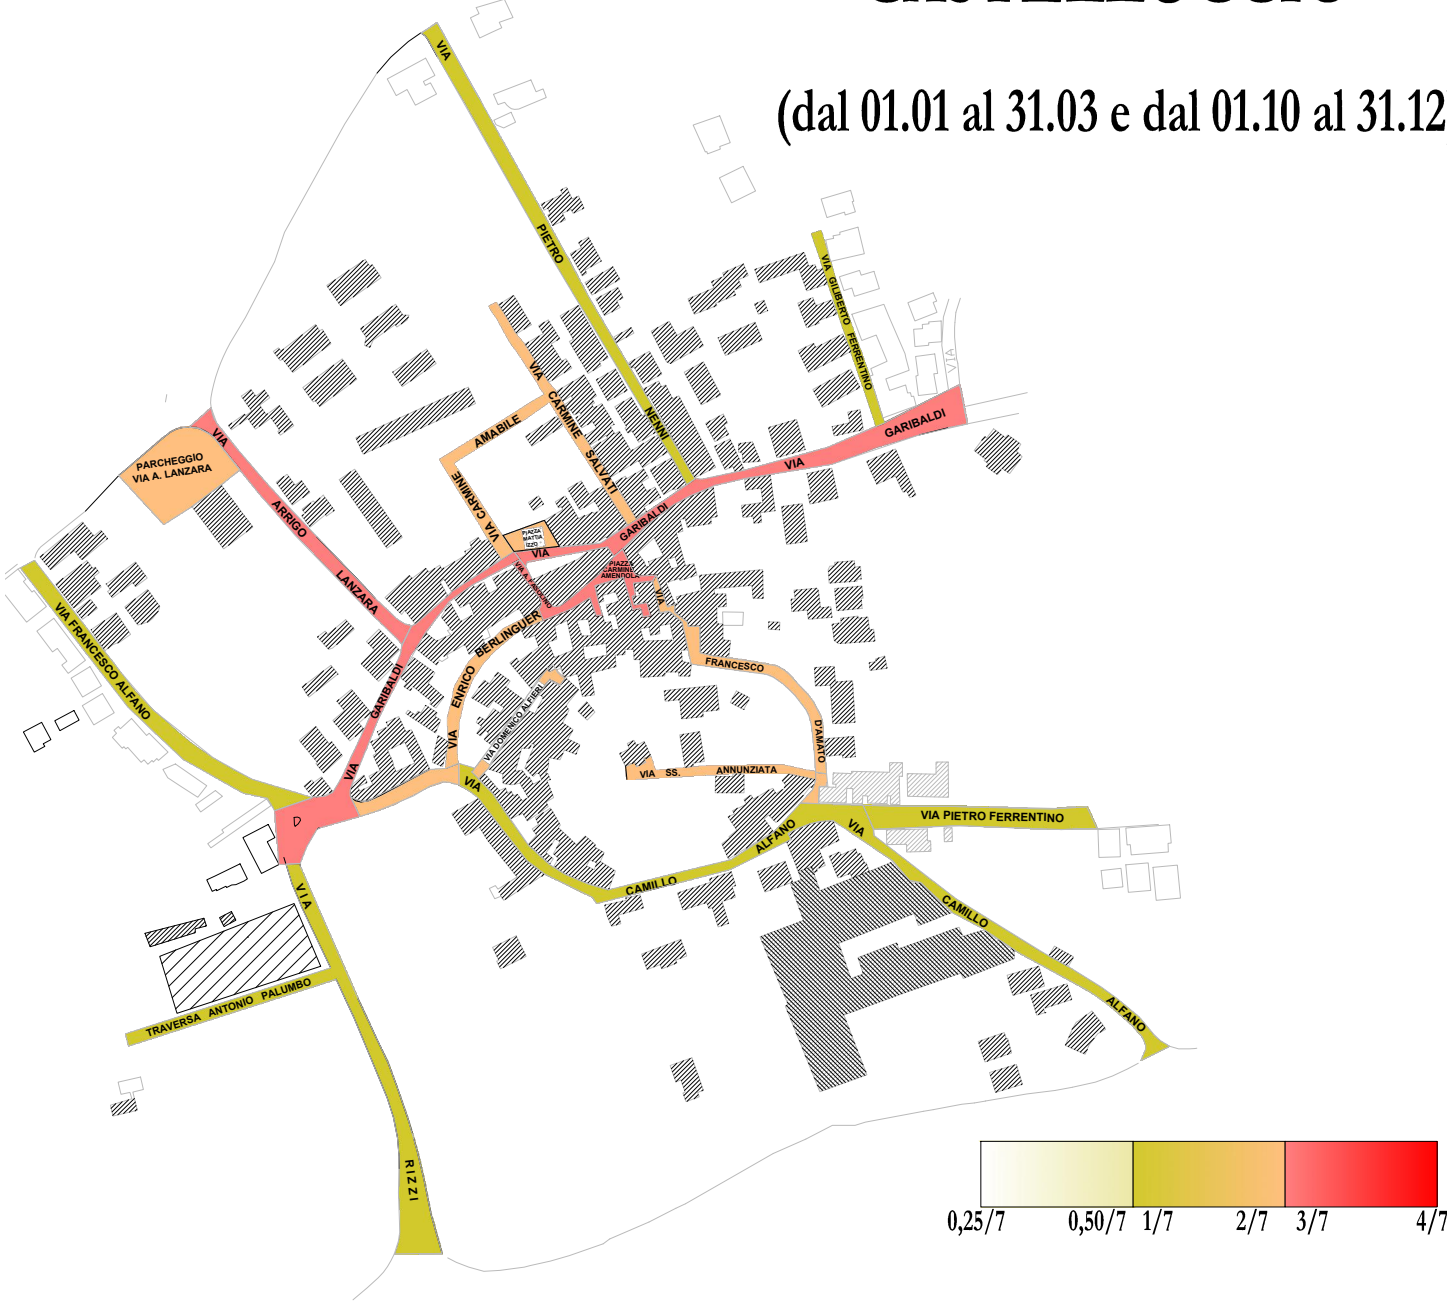 (dal 01.01 al 31.03 e dal 01.10 al 31.12
VIA
PIETRO
NENNI
VIA GILIBERTO FERRENTINO
VIA
VIA
CARMINE
SALVATI
AMABILE
VIA CARMINE
GARIBALDI
VIA
GARIBALDI
VIA
PARCHEGGIO
VIA A. LANZARA
VIA
ARRIGO
LANZARA
PIAZZA
MATTIA
IZZO
PIAZZA
CARMINE
AMENDOLA
VIA
FRANCESCO
D'AMATO
VIA ENRICO BERLINGUER
VIA DOMENICO ALFIERI
VIA FRANCESCO ALFANO
GARIBALDI
VIA
D
VIA SS. ANNUNZIATA
VIA
CAMILLO
ALFANO
VIA
CAMILLO
ALFANO
VIA PIETRO FERRENTINO
VIA
RIZZI
TRAVERSA ANTONIO PALUMBO
0,25/7 0,50/7 1/7 2/7 3/7 4/7